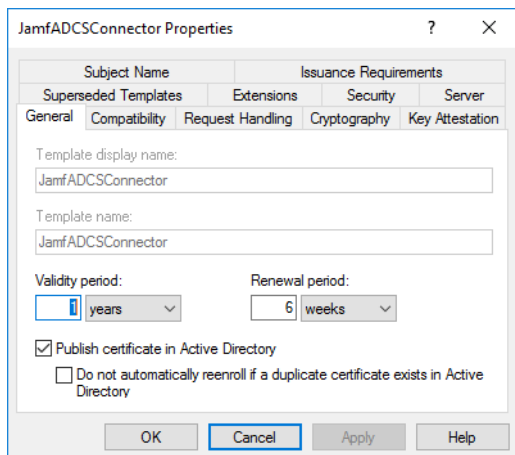 JamfADCSConnector Properties
?
Subject Name Issuance Requirements
Superseded Templates Extensions Security Server
General Compatibility Request Handling Cryptography Key Attestation
Template display name:
JamfADCSConnector
Template name:
JamfADCSConnector
Validity period: Renewal period:
1 years 6 weeks
Publish certificate in Active Directory
Do not automatically reenroll if a duplicate certificate exists in Active
Directory
OK Cancel Apply Help